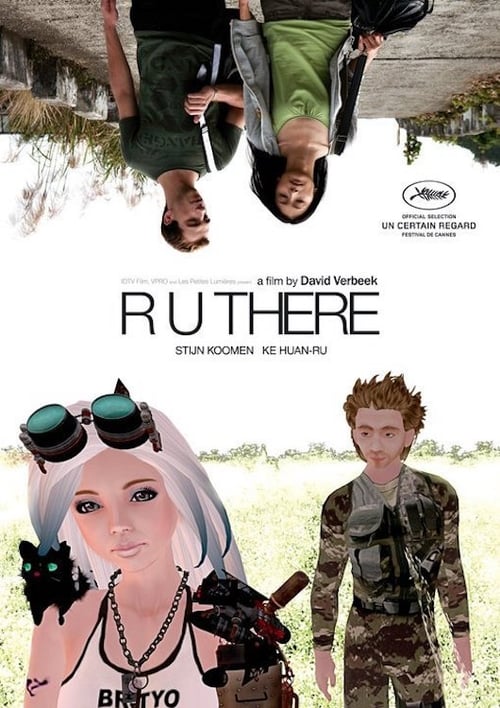 OFFICIAL SELECTION
UN CERTAIN REGARD
FESTIVAL DE CANNES
IDTV Film, VPRO and Les Petites Lumières present a film by David Verbeek
R U THERE
STIJN KOOMEN KE HUAN-RU